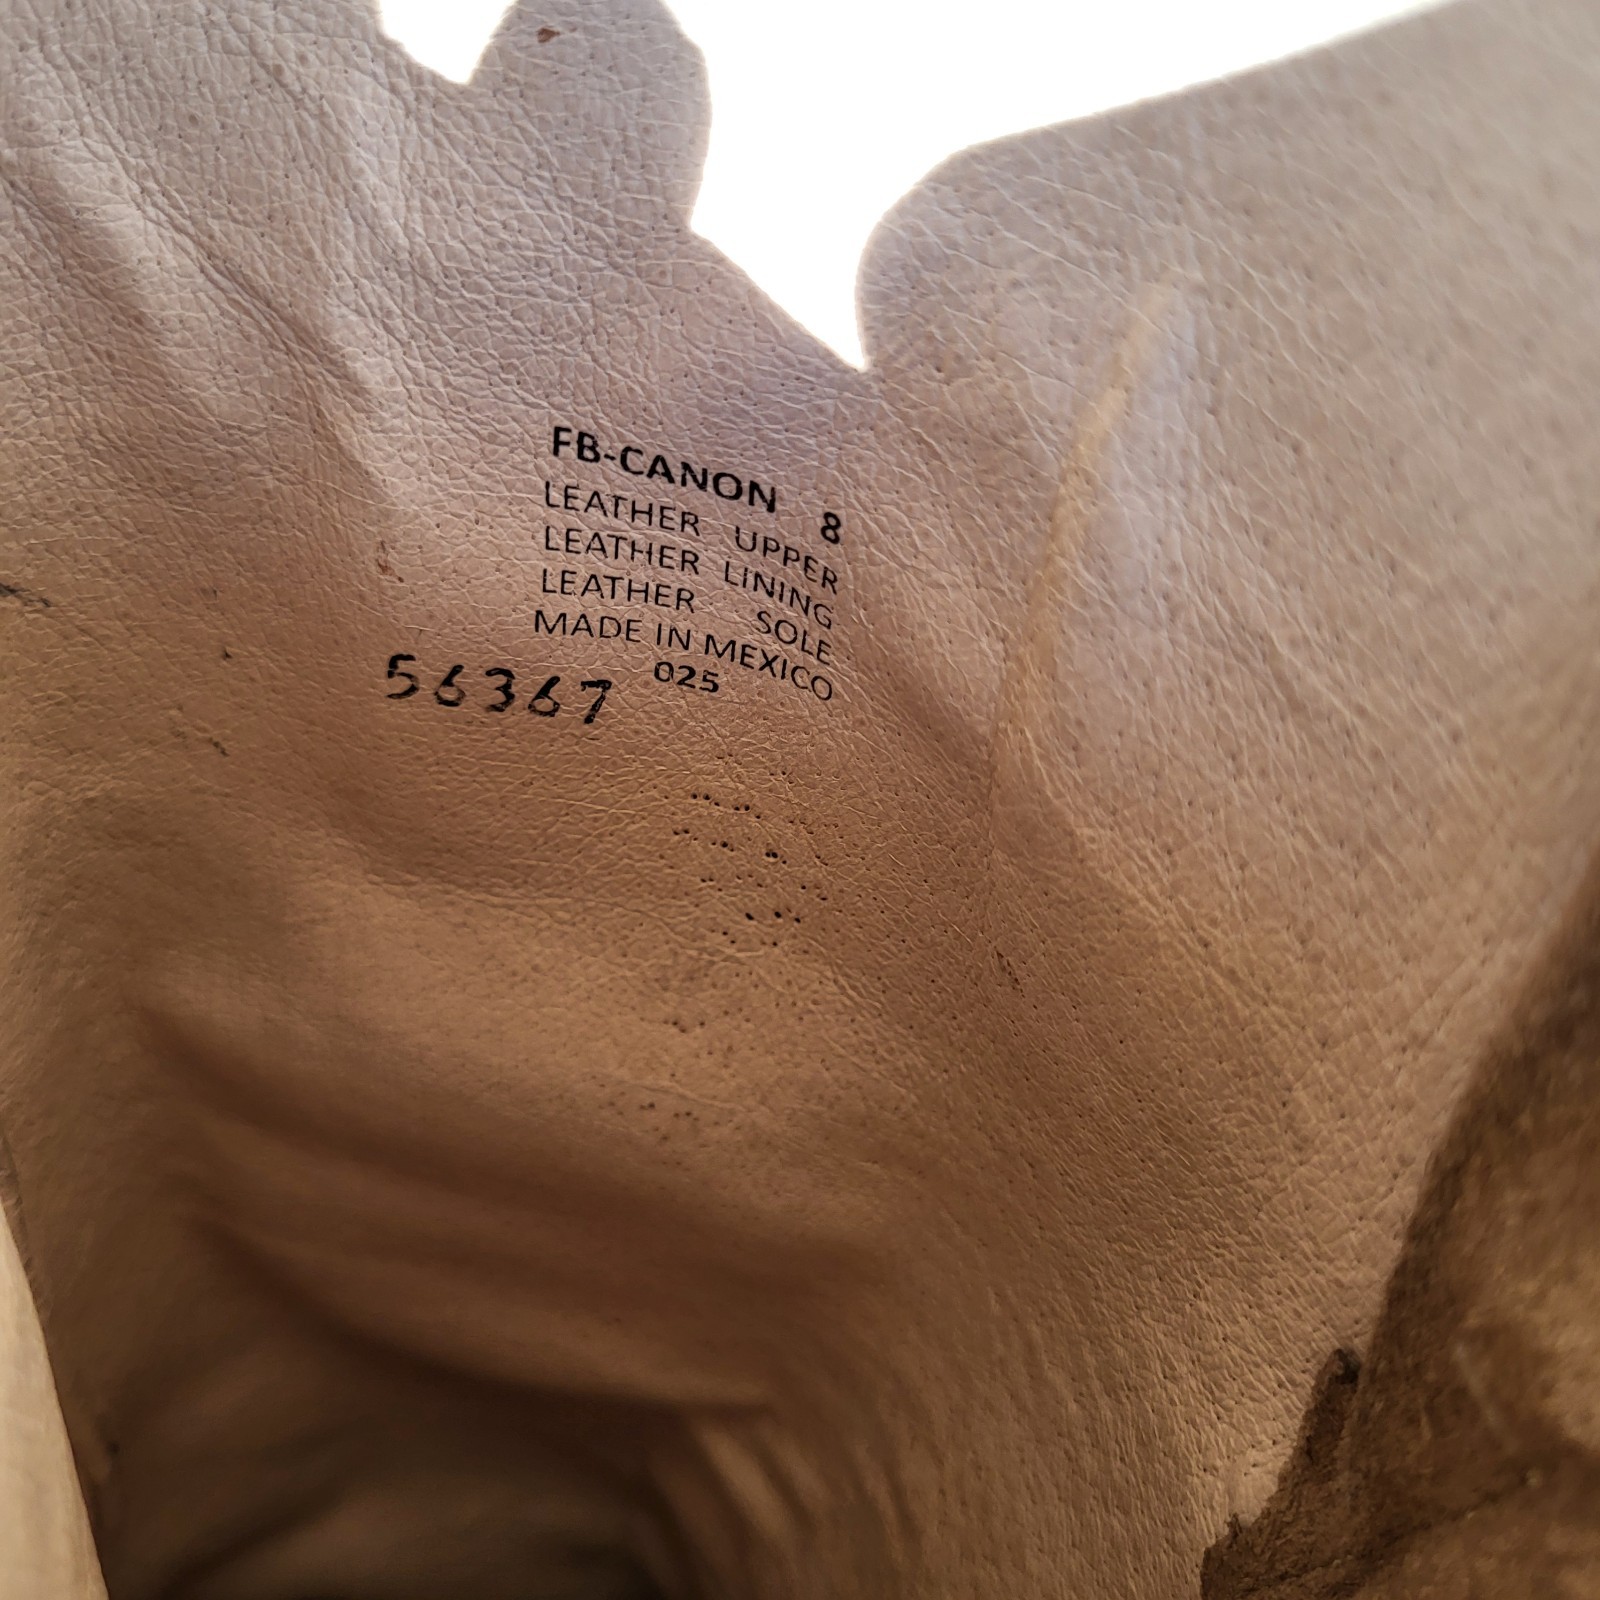 FB-CANON 8
LEATHER UPPER
LEATHER LINING
LEATHER SOLE
MADE IN MEXICO
025
56367